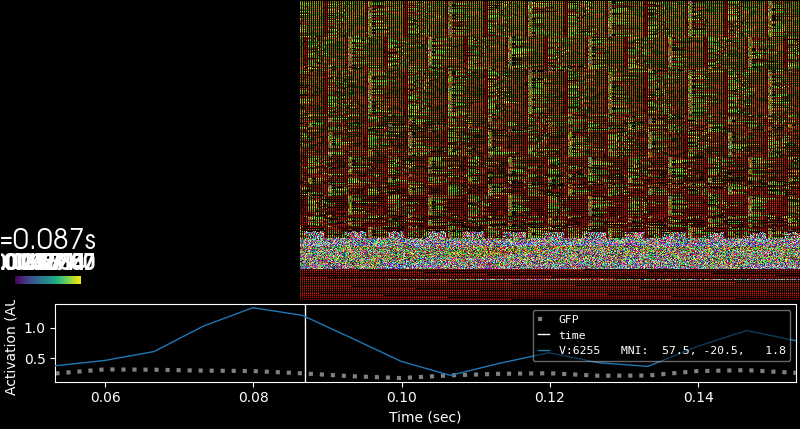 =0.087s
GFP
time
V:6255 MNI: 57.5, -20.5, 1.8
Activation (AU
1.0
0.5
0.06
0.08
0.10
0.12
0.14
Time (sec)